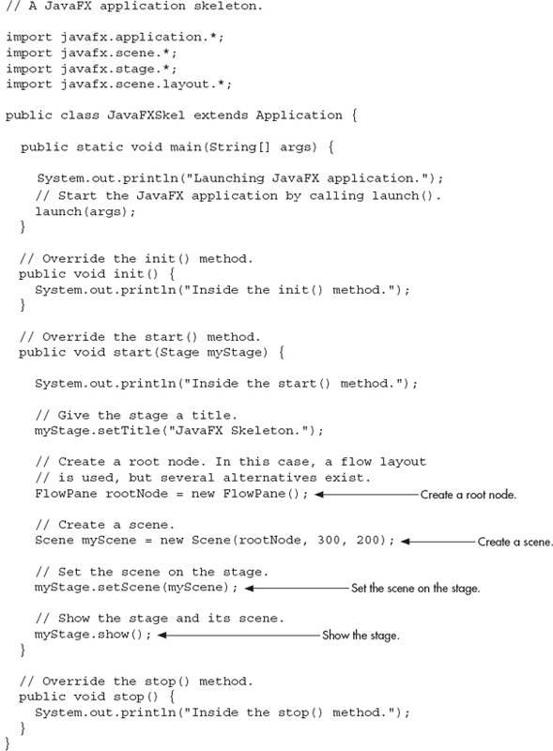 // A JavaFX application skeleton.
import javafx.application.*;
import javafx.scene.*;
import javafx.stage.*;
import javafx.scene.layout.*;
public class JavaFXSkel extends Application {
public static void main(String[] args) {
System.out.println("Launching JavaFX application.");
// Start the JavaFX application by calling launch().
launch(args);
}
// Override the init() method.
public void init() {
System.out.println("Inside the init() method.");
}
// Override the start() method.
public void start(Stage myStage) {
System.out.println("Inside the start() method.");
// Give the stage a title.
myStage.setTitle("JavaFX Skeleton.");
// Create a root node. In this case, a flow layout
// is used, but several alternatives exist.
FlowPane rootNode = new FlowPane(); Create a root node.
// Create a scene.
Scene myScene = new Scene(rootNode, 300, 200); Create a scene.
// Set the scene on the stage.
myStage.setScene(myScene); Set the scene on the stage.
// Show the stage and its scene.
myStage.show(); Show the stage.
}
// Override the stop() method.
public void stop() {
System.out.println("Inside the stop() method.");
}
}